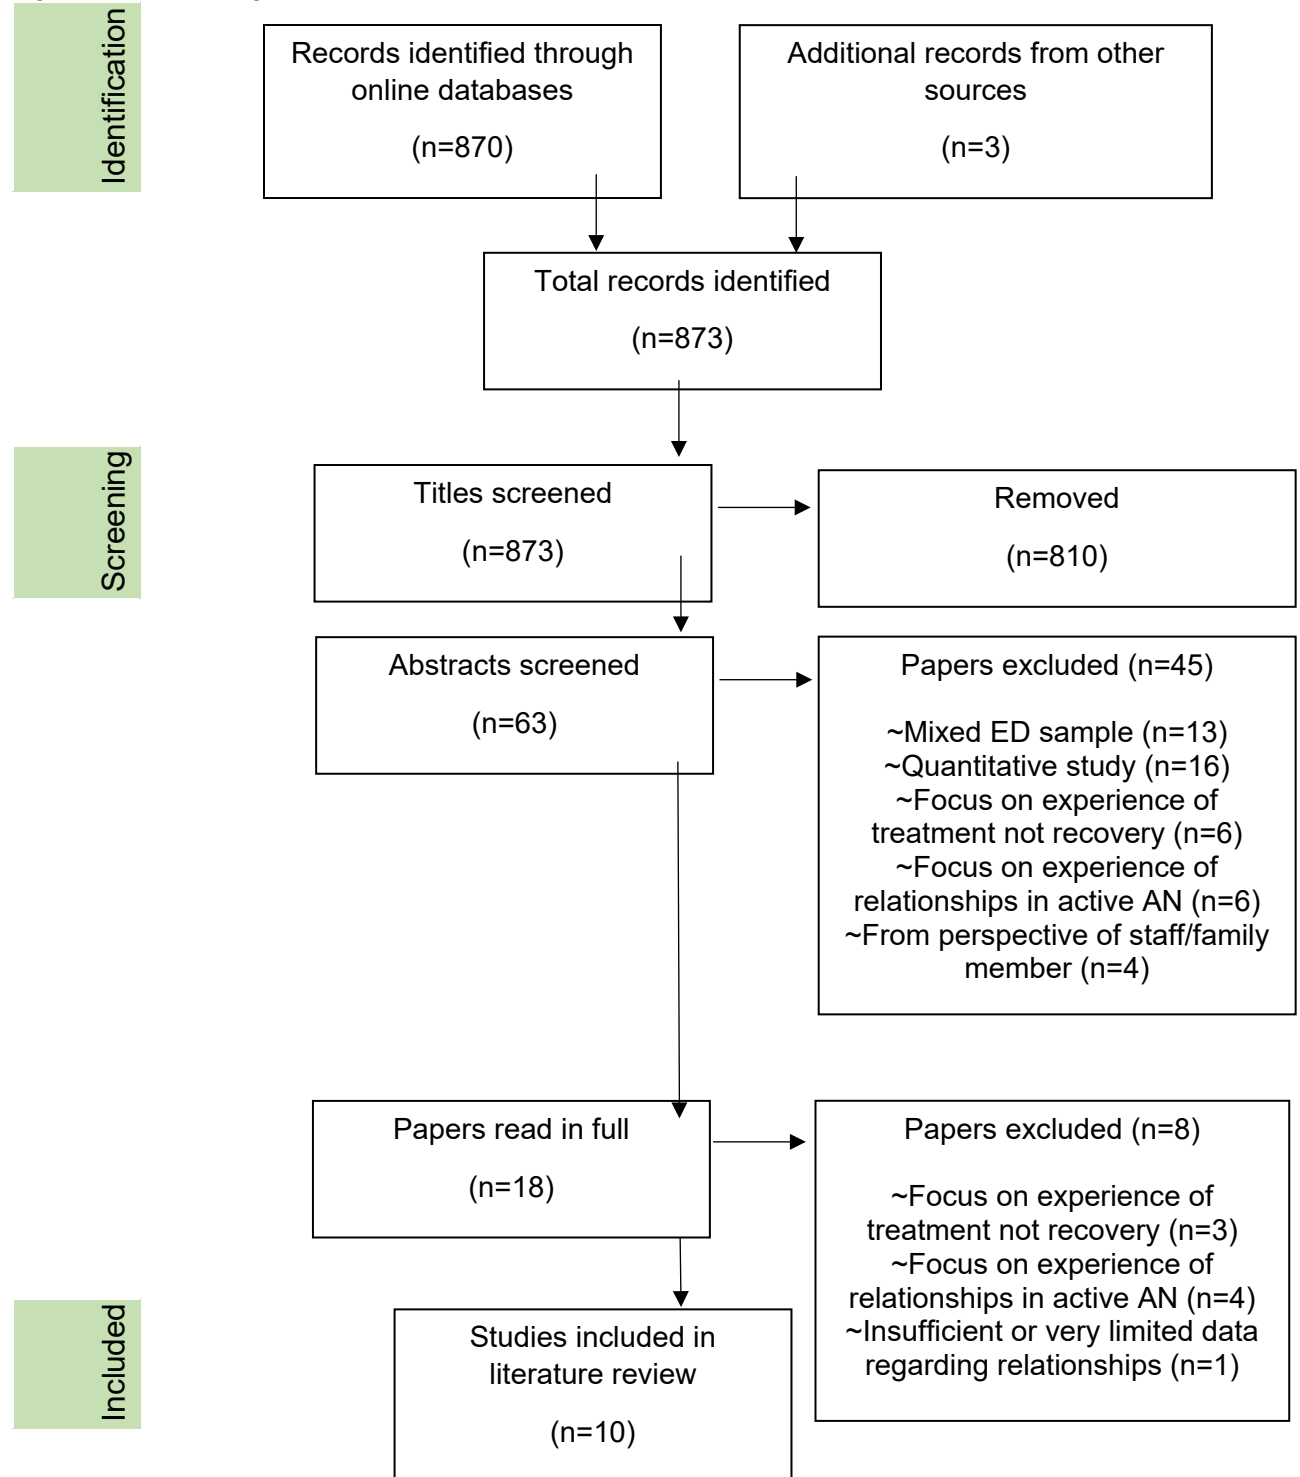 Identification
Records identified through
online databases
(n=870)
Additional records from other
sources
(n=3)
Total records identified
(n=873)
Screening
Titles screened
(n=873)
Removed
(n=810)
Abstracts screened
(n=63)
Papers excluded (n=45)
~Mixed ED sample (n=13)
~Quantitative study (n=16)
~Focus on experience of
treatment not recovery (n=6)
~Focus on experience of
relationships in active AN (n=6)
~From perspective of staff/family
member (n=4)
Papers read in full
(n=18)
Papers excluded (n=8)
~Focus on experience of
treatment not recovery (n=3)
~Focus on experience of
relationships in active AN (n=4)
~Insufficient or very limited data
regarding relationships (n=1)
Included
Studies included in
literature review
(n=10)